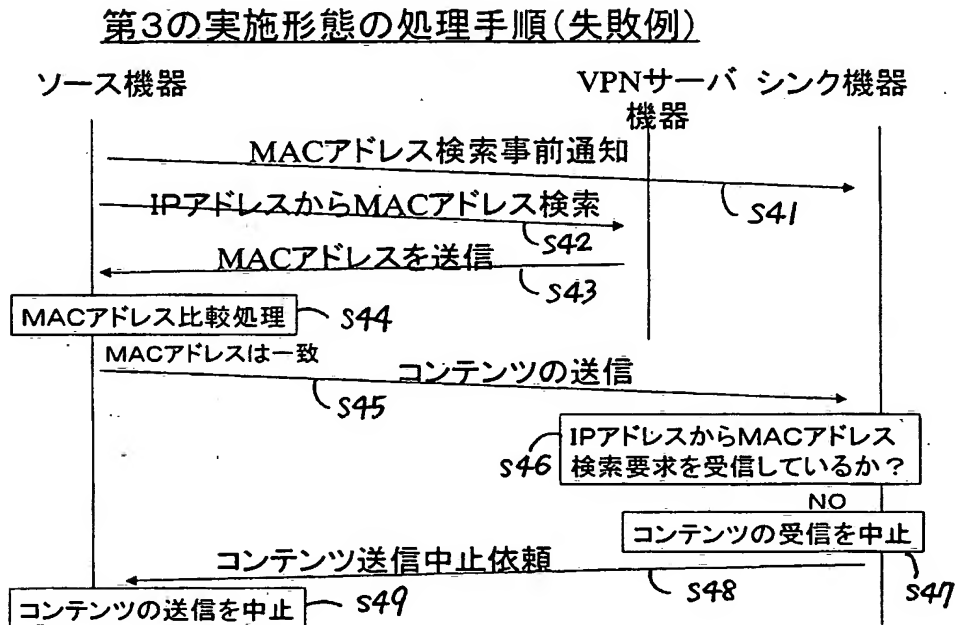 第3の実施形態の処理手順(失敗例)
ソース機器
VPNサーバ
機器
シンク機器
MACアドレス検索事前通知
S41
IPアドレスからMACアドレス検索
S42
MACアドレスを送信
S43
MACアドレス比較処理
S44
MACアドレスは一致
コンテンツの送信
S45
IPアドレスからMACアドレス
検索要求を受信しているか？
S46
NO
コンテンツの受信を中止
S47
コンテンツ送信中止依頼
S48
コンテンツの送信を中止
S49